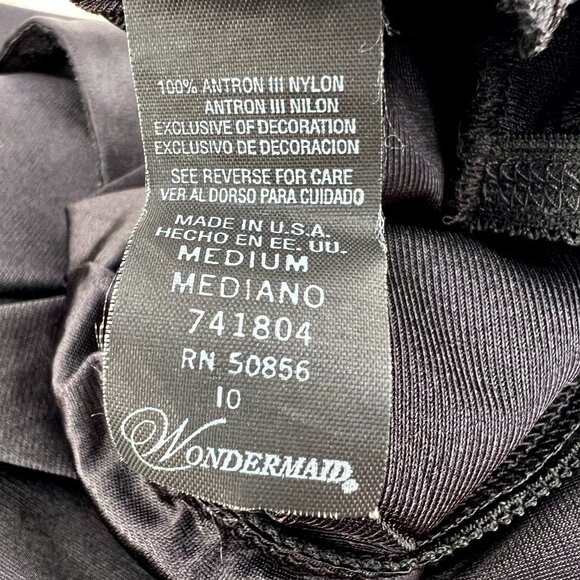 100% ANTRON III NYLON
ANTRON III NILON
EXCLUSIVE OF DECORATION
EXCLUSIVO DE DECORACION
SEE REVERSE FOR CARE
VER AL DORSO PARA CUIDADO
MADE IN U.S.A.
HECHO EN EE. UU.
MEDIUM
MEDIANO
741804
RN 50856
10
WONDERMAID®